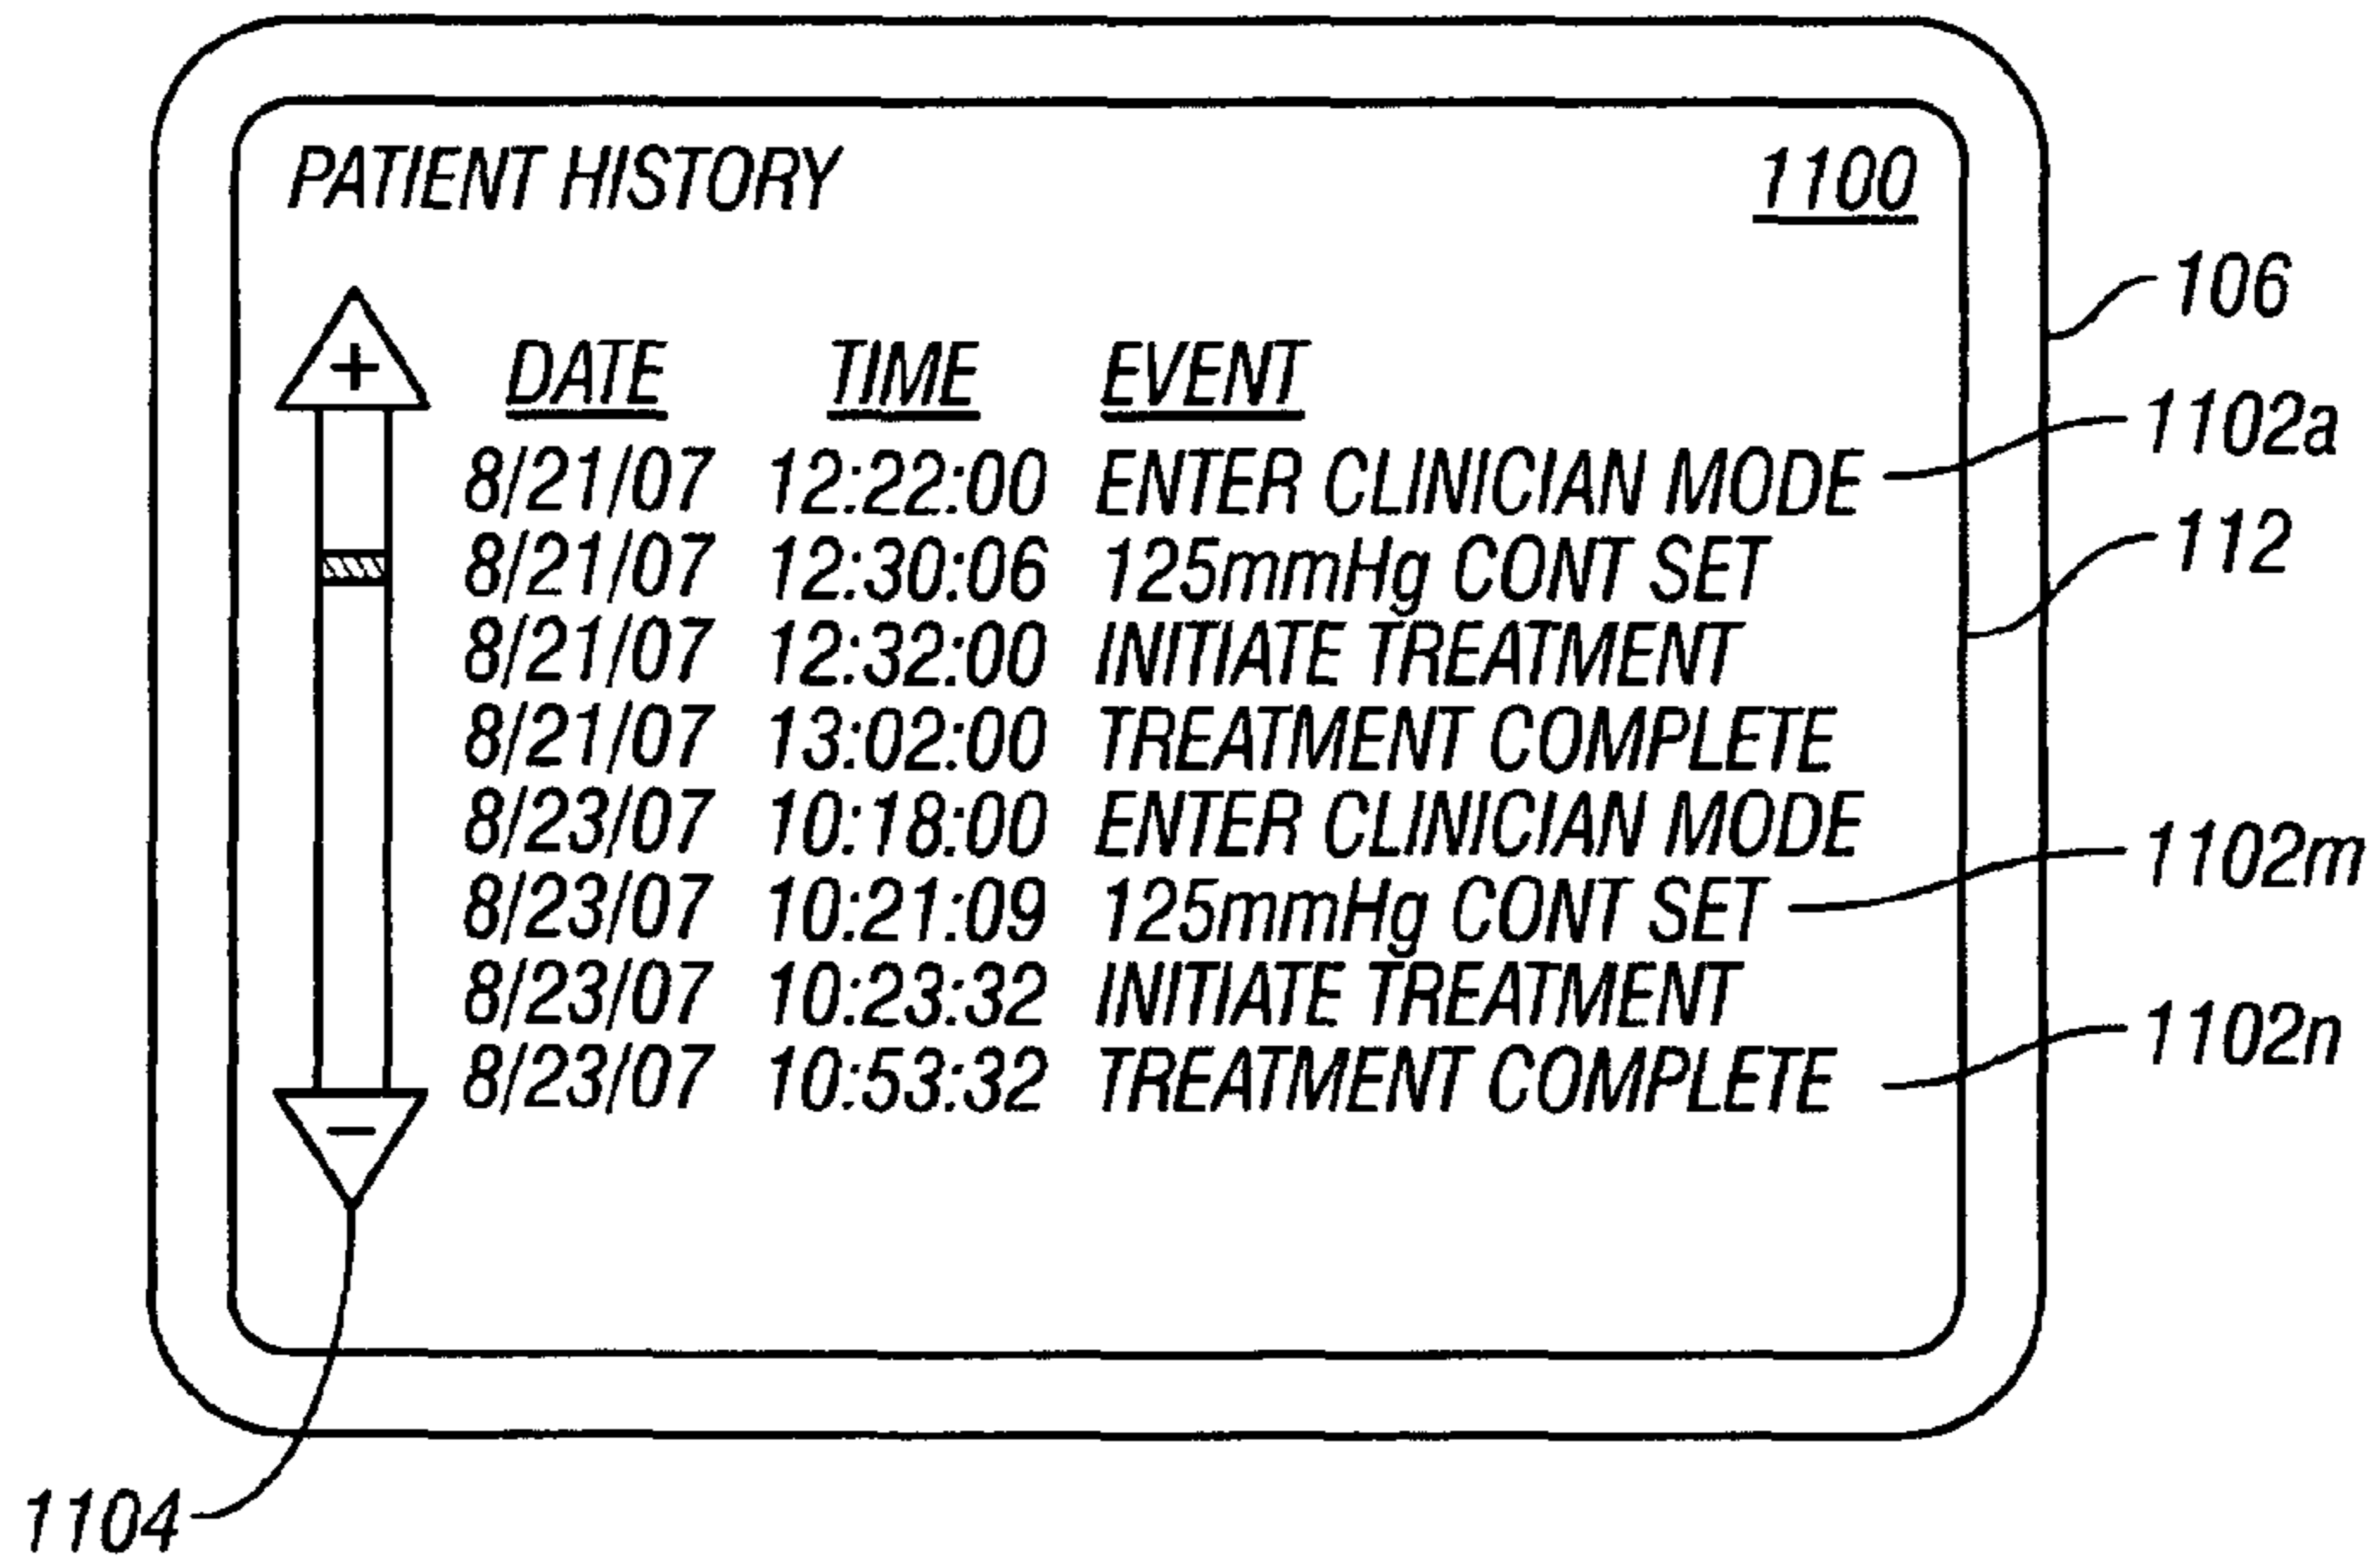 PATIENT HISTORY 1100
106
DATE TIME EVENT
1102a
8/21/07 12:22:00 ENTER CLINICIAN MODE
112
8/21/07 12:30:06 125mmHg CONT SET
8/21/07 12:32:00 INITIATE TREATMENT
8/21/07 13:02:00 TREATMENT COMPLETE
8/23/07 10:18:00 ENTER CLINICIAN MODE
1102m
8/23/07 10:21:09 125mmHg CONT SET
8/23/07 10:23:32 INITIATE TREATMENT
1102n
8/23/07 10:53:32 TREATMENT COMPLETE
1104